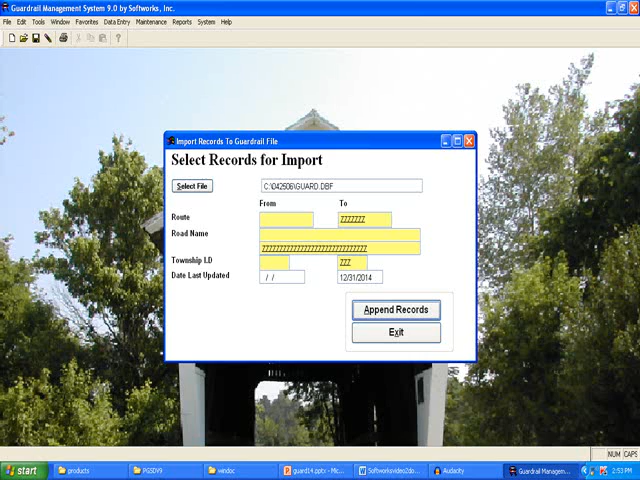 Guardrail Management System 9.0 by Softworks, Inc.
File Edit Tools Window Favorites Data Entry Maintenance Reports System Help
Import Records To Guardrail File
Select Records for Import
Select File C:\042506\GUARD.DBF
From To
Route ZZZZZZZ
Road Name
ZZZZZZZZZZZZZZZZZZZZZZZZZZZZZZ
Township I.D ZZZ
Date Last Updated / / 12/31/2014
Append Records
Exit
NUM CAPS
start products PGSDV9 windoc guard14.pptx - Mic... Softworksvideo2do... Audacity Guardrail Managem... 2:53 PM